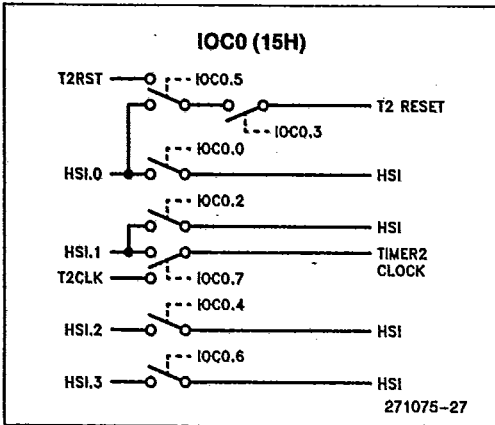 IOC0 (15H)
T2RST
IOC0.5
T2 RESET
IOC0.3
IOC0.0
HSI.0
HSI
IOC0.2
HSI
HSI.1
TIMER2
CLOCK
T2CLK
IOC0.7
IOC0.4
HSI.2
HSI
IOC0.6
HSI.3
HSI
271075-27